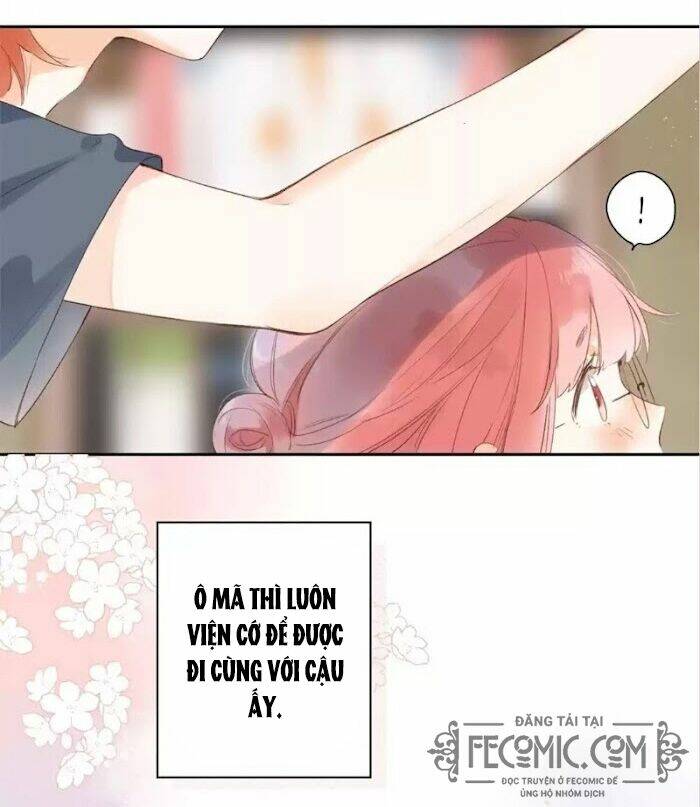 !
Ô MÃ THÌ LUÔN
VIỆN CỚ ĐỂ ĐƯỢC
ĐI CÙNG VỚI CẬU
ẤY.
ĐĂNG TẢI TẠI
FECOMIC.COM
ĐỌC TRUYỆN Ở FECOMIC ĐỂ
ỦNG HỘ NHÓM DỊCH